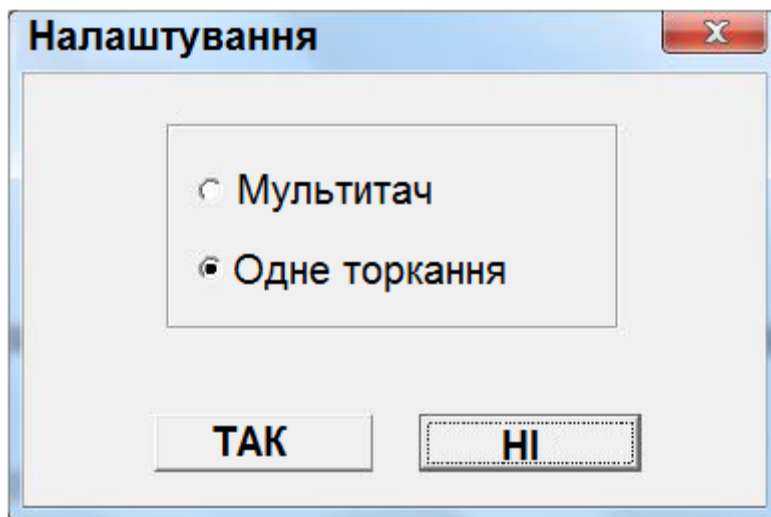 Налаштування
Мультитач
Одне торкання
ТАК
НІ